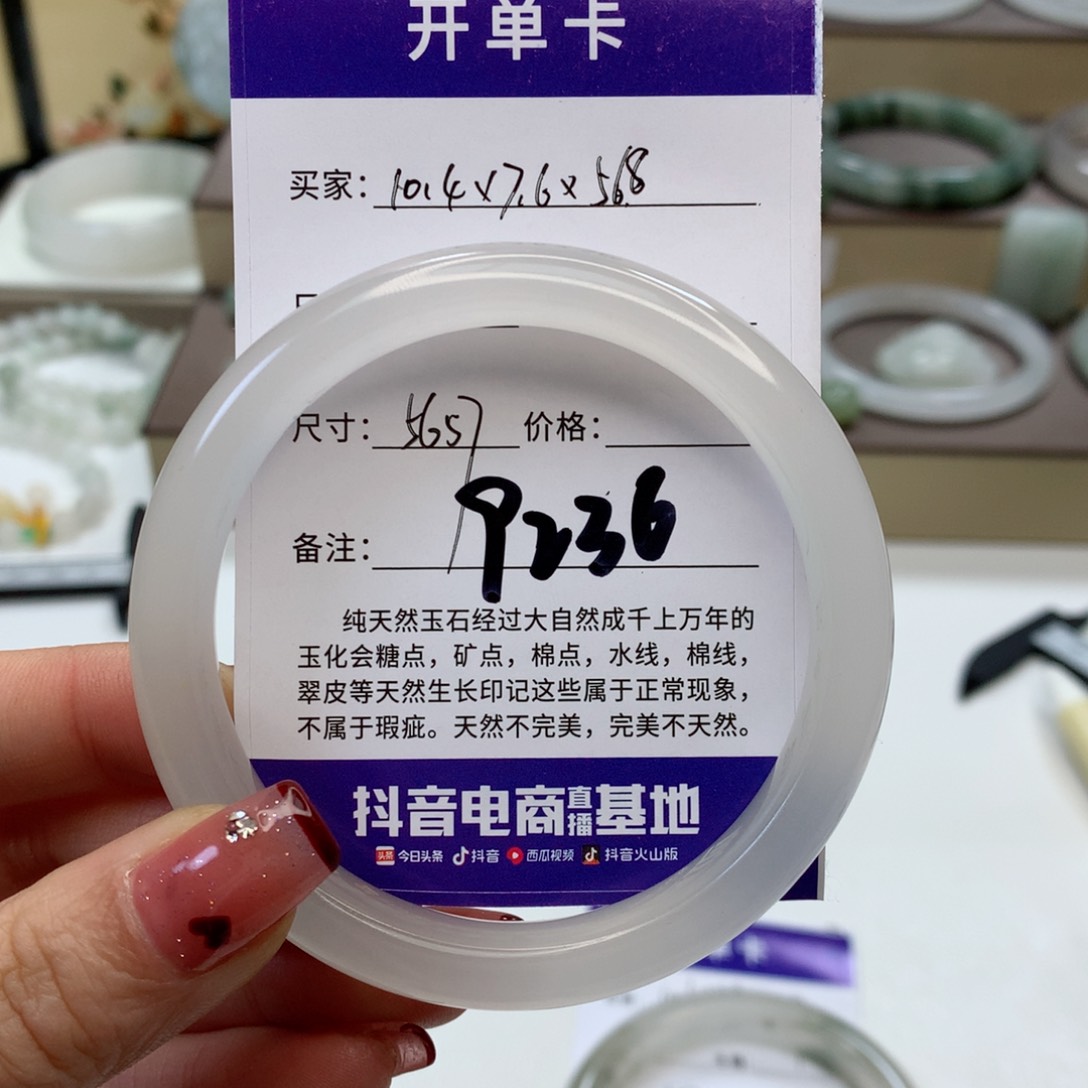 开单卡
买家：10.4x7.6x56.8
尺寸：5657 价格：
9236
备注：
纯天然玉石经过大自然成千上万年的
玉化会糖点，矿点，棉点，水线，棉线，
翠皮等天然生长印记这些属于正常现象，
不属于瑕疵。天然不完美，完美不天然。
抖音电商直播基地
头条 今日头条 抖音 西瓜视频 抖音火山版